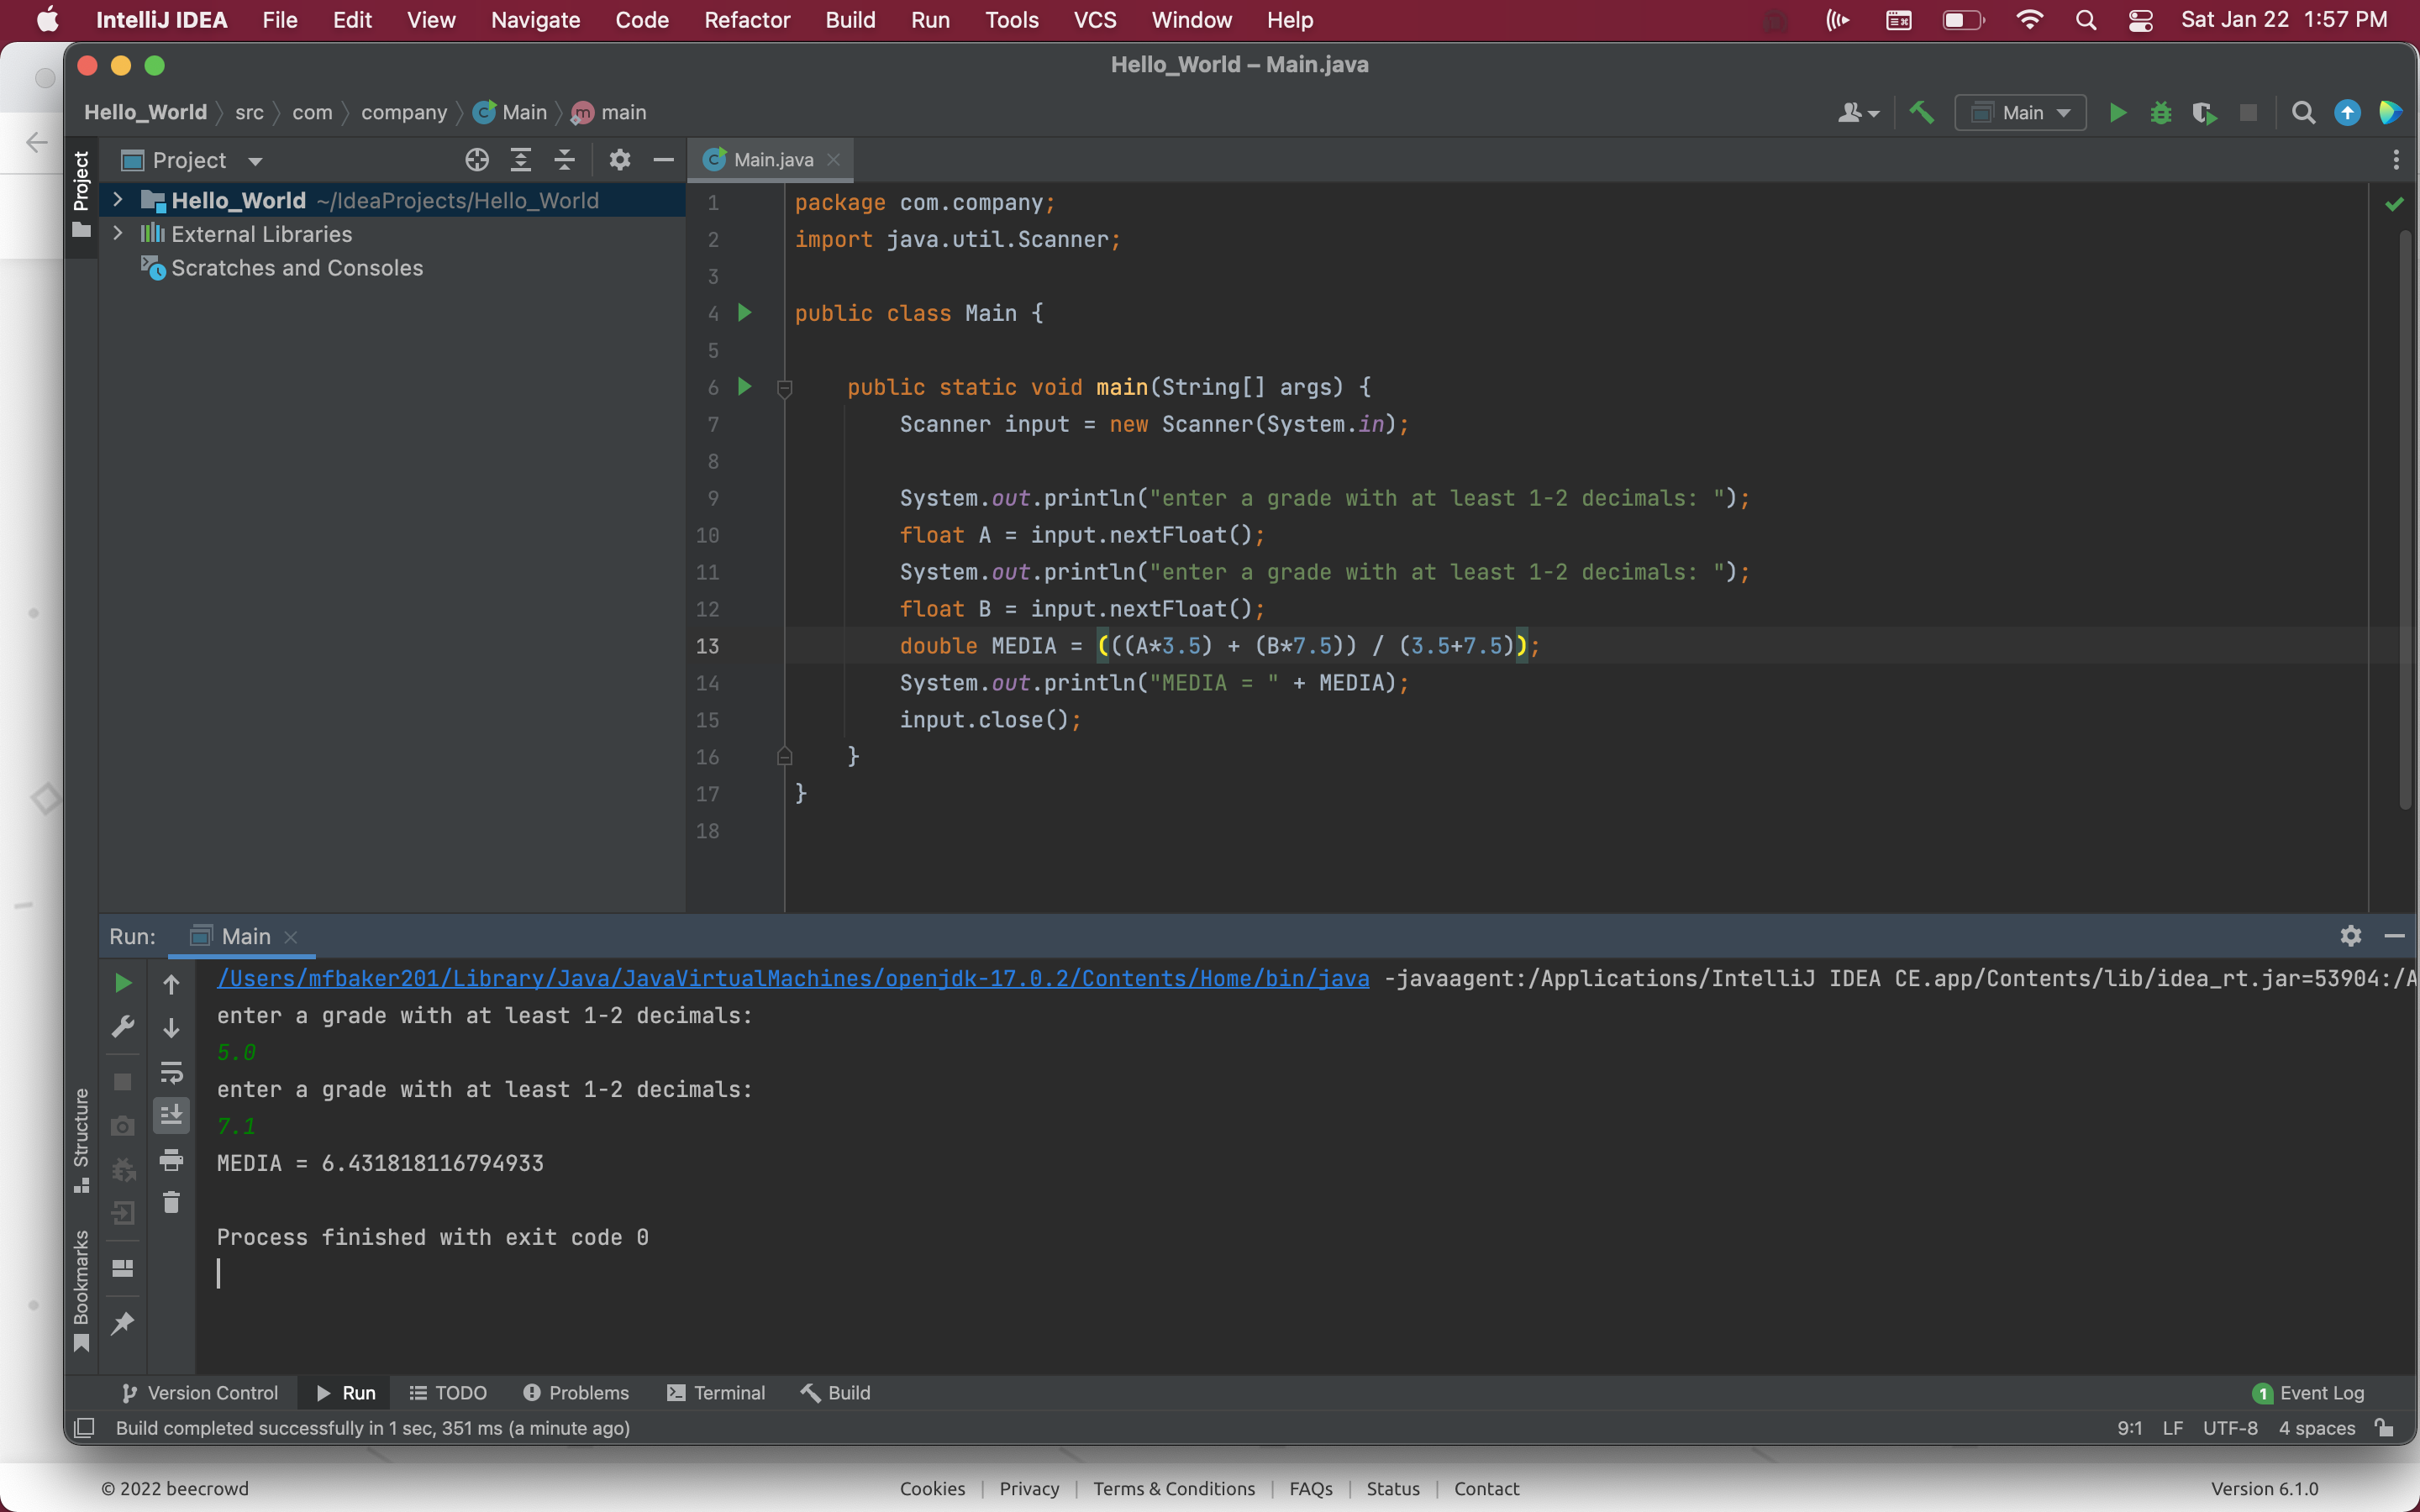 IntelliJ IDEA File Edit View Navigate Code Refactor Build Run Tools VCS Window Help Sat Jan 22 1:57 PM
Hello_World – Main.java
Hello_World src com company Main main Main
Project
Project
Main.java
Hello_World ~/IdeaProjects/Hello_World
External Libraries
Scratches and Consoles
1 package com.company;
2 import java.util.Scanner;
3
4 public class Main {
5
6 public static void main(String[] args) {
7 Scanner input = new Scanner(System.in);
8
9 System.out.println("enter a grade with at least 1-2 decimals: ");
10 float A = input.nextFloat();
11 System.out.println("enter a grade with at least 1-2 decimals: ");
12 float B = input.nextFloat();
13 double MEDIA = (((A*3.5) + (B*7.5)) / (3.5+7.5));
14 System.out.println("MEDIA = " + MEDIA);
15 input.close();
16 }
17 }
18
Run: Main
/Users/mfbaker201/Library/Java/JavaVirtualMachines/openjdk-17.0.2/Contents/Home/bin/java -javaagent:/Applications/IntelliJ IDEA CE.app/Contents/lib/idea_rt.jar=53904:/A
enter a grade with at least 1-2 decimals:
5.0
enter a grade with at least 1-2 decimals:
7.1
MEDIA = 6.431818116794933
Process finished with exit code 0
Structure
Bookmarks
Version Control Run TODO Problems Terminal Build 1 Event Log
Build completed successfully in 1 sec, 351 ms (a minute ago) 9:1 LF UTF-8 4 spaces
© 2022 beecrowd Cookies | Privacy | Terms & Conditions | FAQs | Status | Contact Version 6.1.0